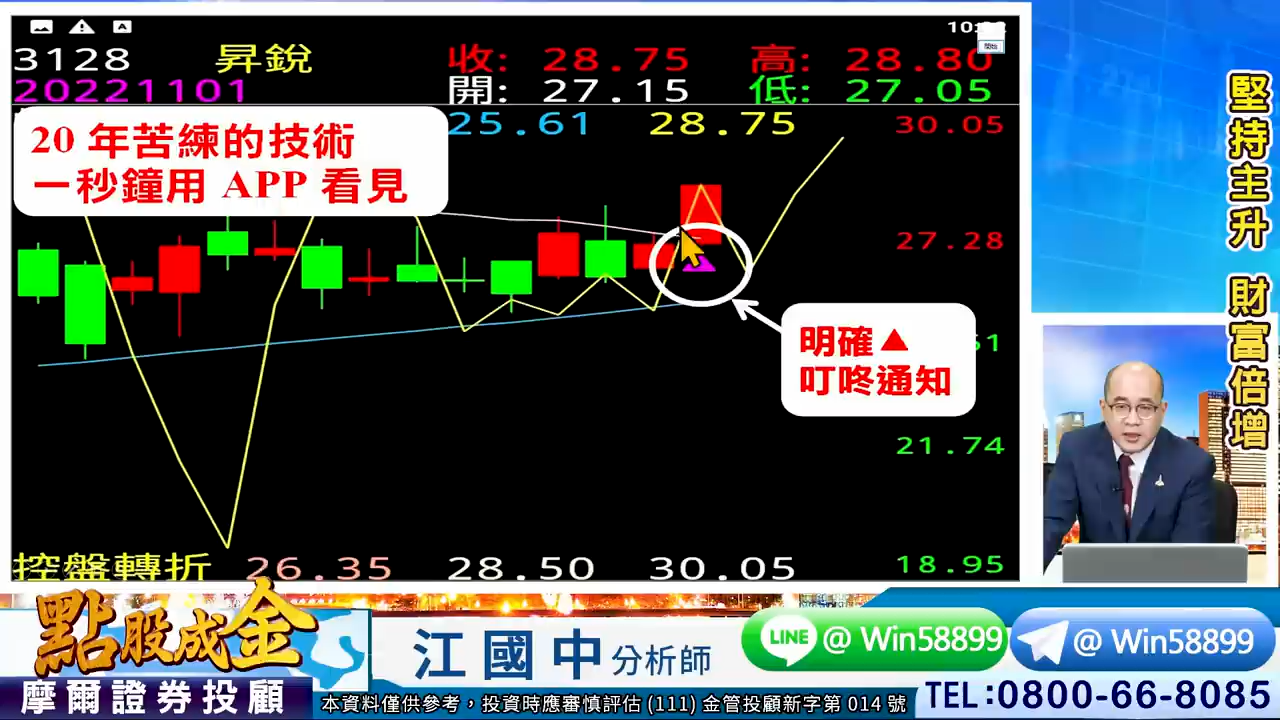 3128 昇銳 收: 28.75 高: 28.80
20221101 開: 27.15 低: 27.05
25.61 28.75 30.05
20 年苦練的技術
一秒鐘用 APP 看見
27.28
明確▲
叮咚通知
21.74
18.95
控盤轉折 26.35 28.50 30.05
堅持主升 財富倍增
點股成金
摩爾證券投顧
江國中 分析師
LINE @ Win58899
@ Win58899
TEL:0800-66-8085
本資料僅供參考，投資時應審慎評估 (111) 金管投顧新字第 014 號